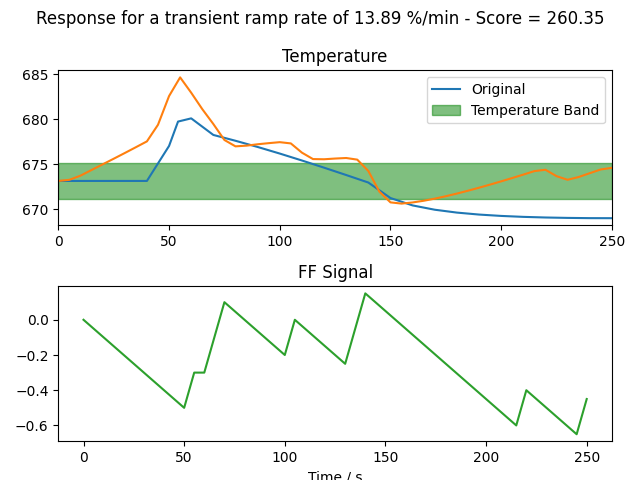 Response for a transient ramp rate of 13.89 %/min - Score = 260.35
Temperature
685
680
675
670
Original
Temperature Band
0 50 100 150 200 250
FF Signal
0.0
−0.2
−0.4
−0.6
0 50 100 150 200 250
Time / s